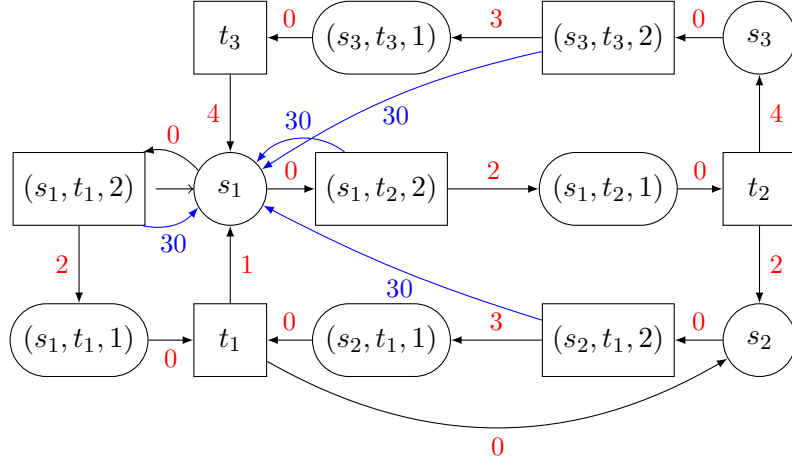 t₃ 0 (s₃, t₃, 1) 3 (s₃, t₃, 2) 0 s₃
4 30 30 4
0
(s₁, t₁, 2) s₁ 0 (s₁, t₂, 2) 2 (s₁, t₂, 1) 0 t₂
30
2 1 30 2
(s₁, t₁, 1) 0 t₁ 0 (s₂, t₁, 1) 3 (s₂, t₁, 2) 0 s₂
0